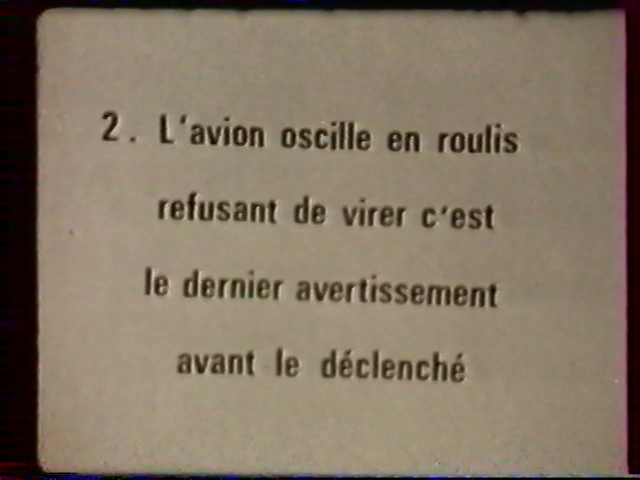 2. L'avion oscille en roulis
refusant de virer c'est
le dernier avertissement
avant le déclenché